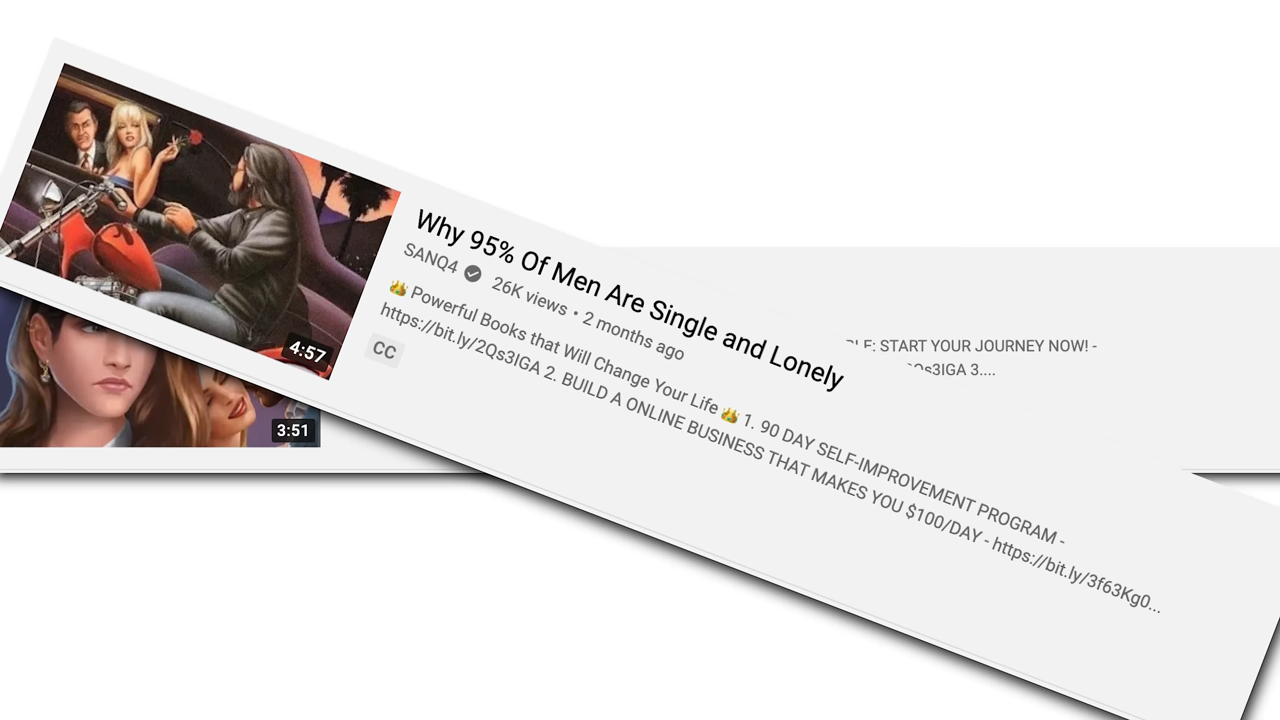 Why 95% Of Men Are Single and Lonely
SANQ4 26K views • 2 months ago
👑 Powerful Books that Will Change Your Life 👑 1. 90 DAY SELF-IMPROVEMENT PROGRAM -
https://bit.ly/2Qs3IGA 2. BUILD A ONLINE BUSINESS THAT MAKES YOU $100/DAY - https://bit.ly/3f63Kg0...
CC
4:57
: START YOUR JOURNEY NOW! -
Qs3IGA 3....
3:51